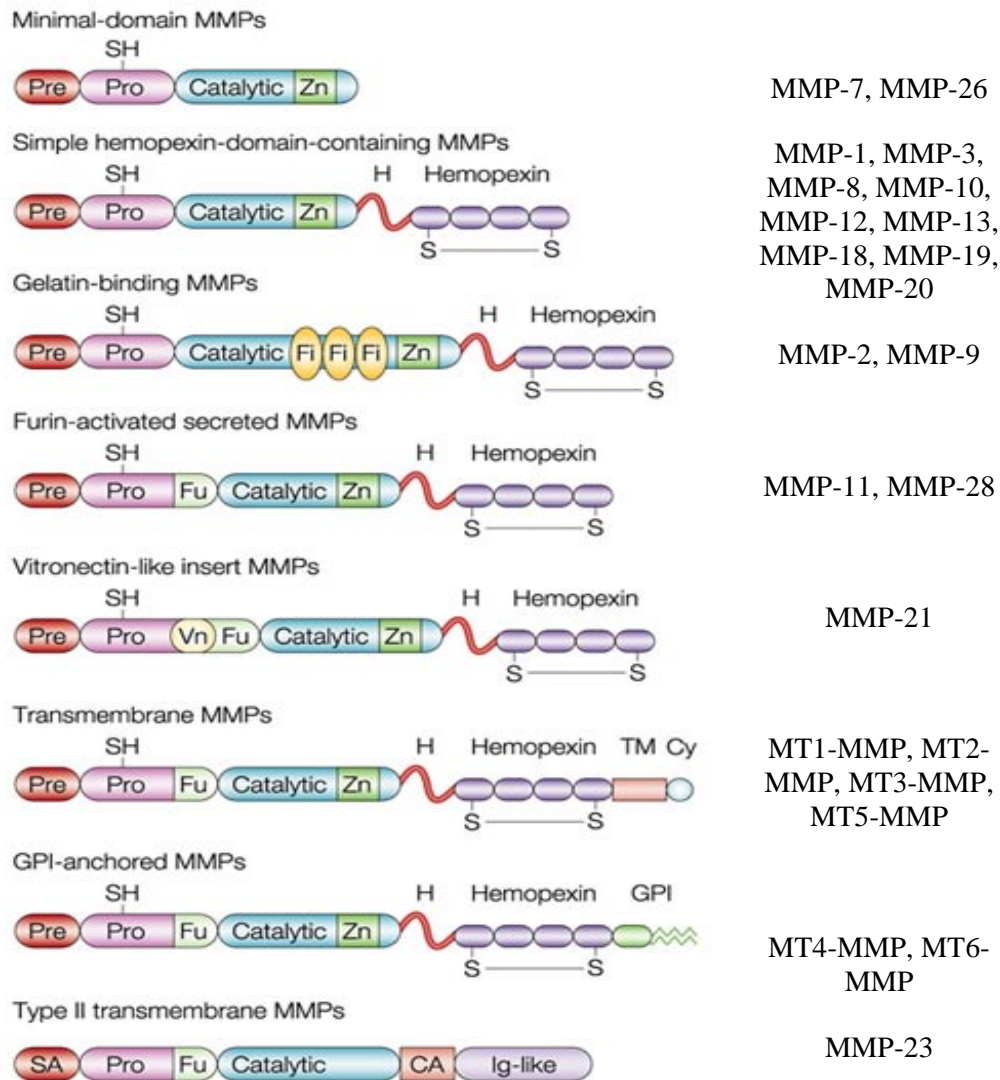 Minimal-domain MMPs
SH
Pre Pro Catalytic Zn
MMP-7, MMP-26
Simple hemopexin-domain-containing MMPs
SH H Hemopexin
Pre Pro Catalytic Zn
S S
MMP-1, MMP-3,
MMP-8, MMP-10,
MMP-12, MMP-13,
MMP-18, MMP-19,
MMP-20
Gelatin-binding MMPs
SH H Hemopexin
Pre Pro Catalytic Fi Fi Fi Zn
S S
MMP-2, MMP-9
Furin-activated secreted MMPs
SH H Hemopexin
Pre Pro Fu Catalytic Zn
S S
MMP-11, MMP-28
Vitronectin-like insert MMPs
SH H Hemopexin
Pre Pro Vn Fu Catalytic Zn
S S
MMP-21
Transmembrane MMPs
SH H Hemopexin TM Cy
Pre Pro Fu Catalytic Zn
S S
MT1-MMP, MT2-
MMP, MT3-MMP,
MT5-MMP
GPI-anchored MMPs
SH H Hemopexin GPI
Pre Pro Fu Catalytic Zn
S S
MT4-MMP, MT6-
MMP
Type II transmembrane MMPs
SA Pro Fu Catalytic CA Ig-like
MMP-23